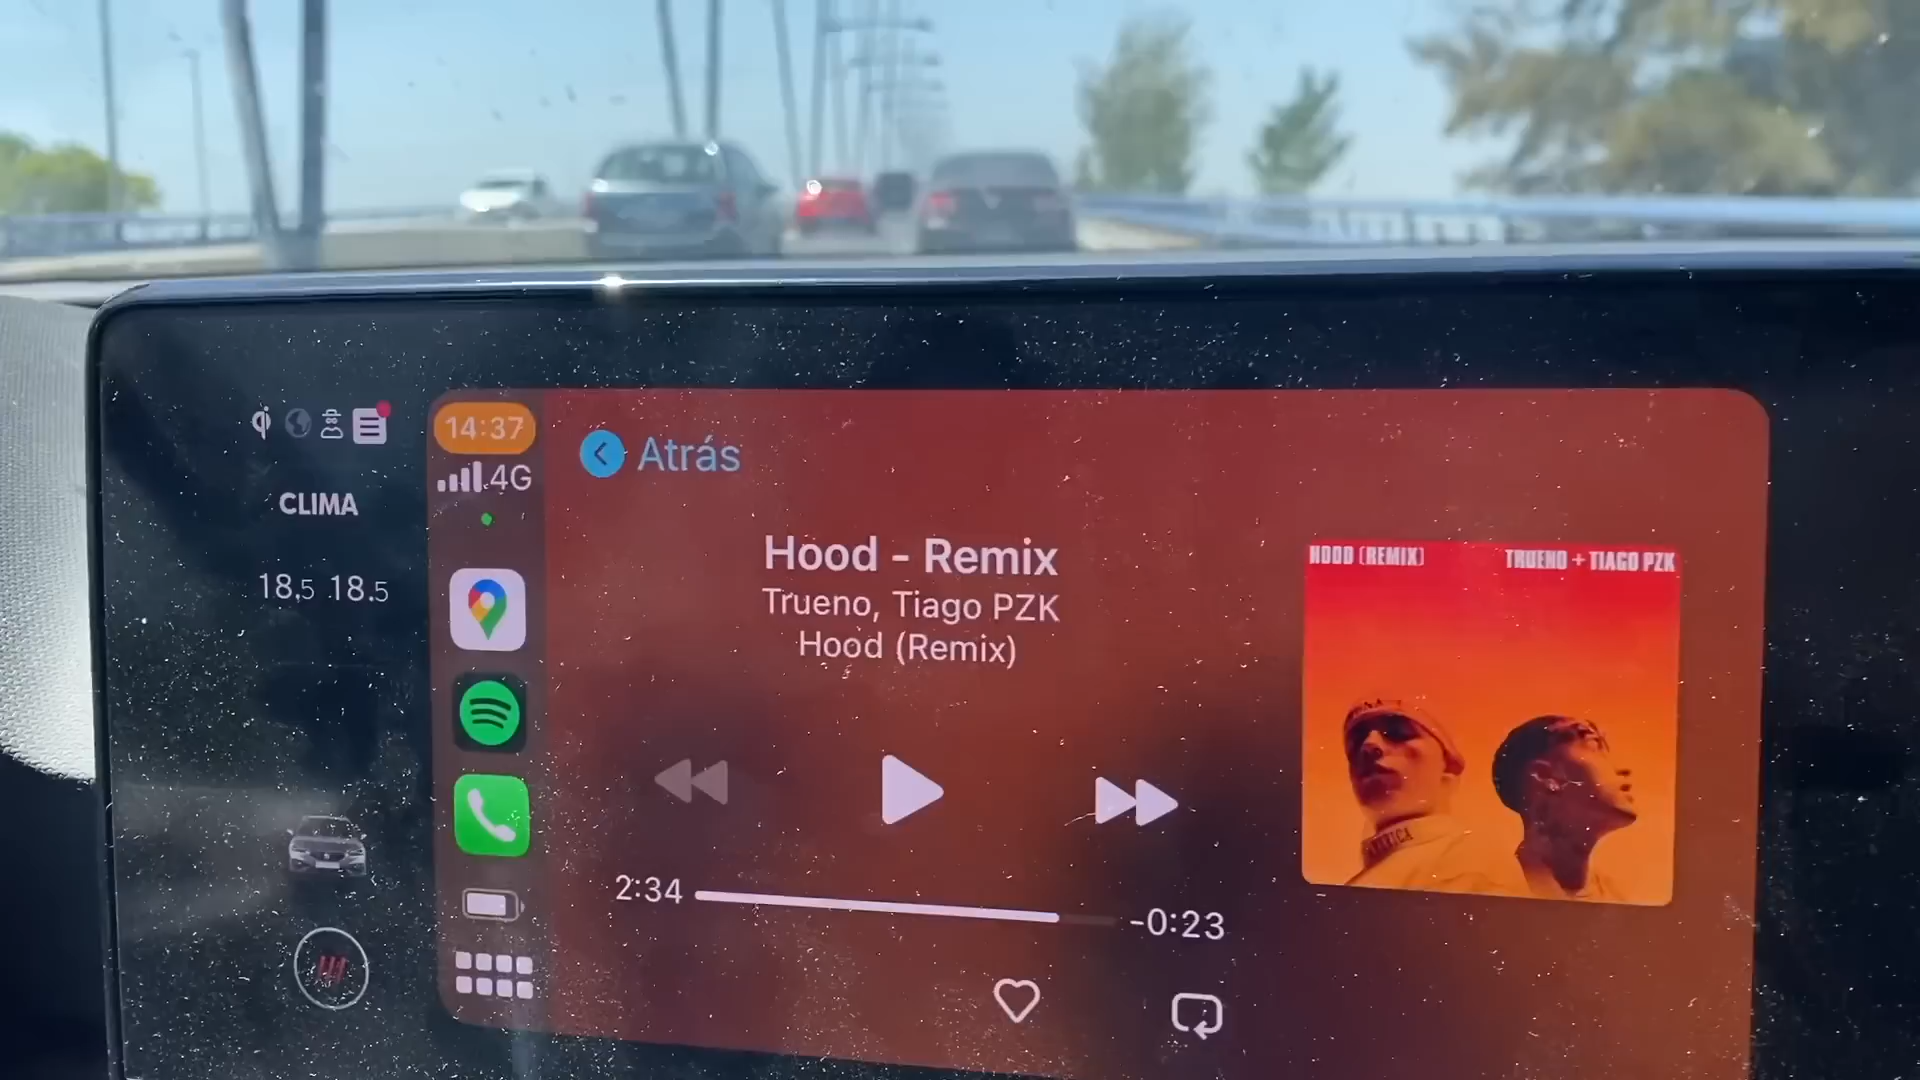 14:37
4G
CLIMA
18,5 18.5
Atrás
Hood - Remix
Trueno, Tiago PZK
Hood (Remix)
2:34
-0:23
HOOD (REMIX)
TRUENO + TIAGO PZK